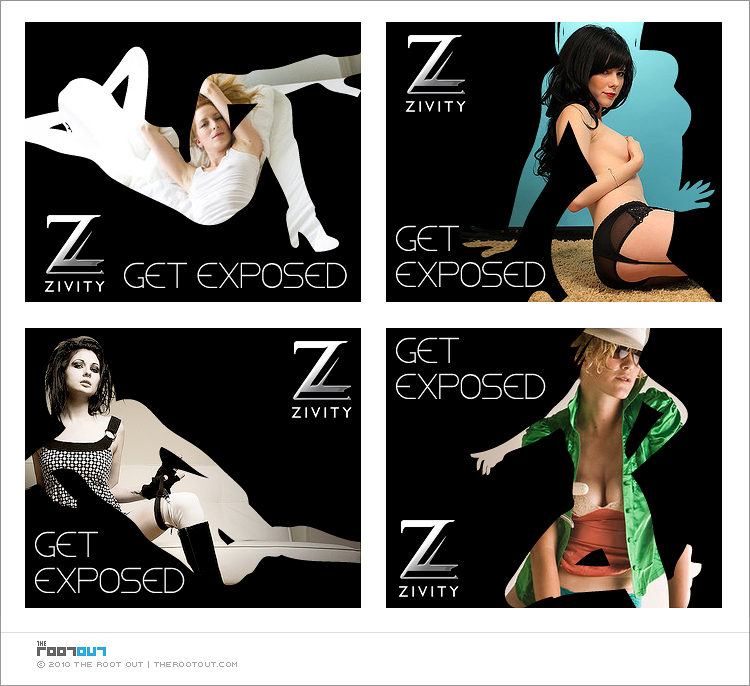 ZIVITY
GET EXPOSED
ZIVITY
GET
EXPOSED
ZIVITY
GET
EXPOSED
GET
EXPOSED
ZIVITY
THE
ROOTOUT
© 2010 THE ROOT OUT | THEROOTOUT.COM